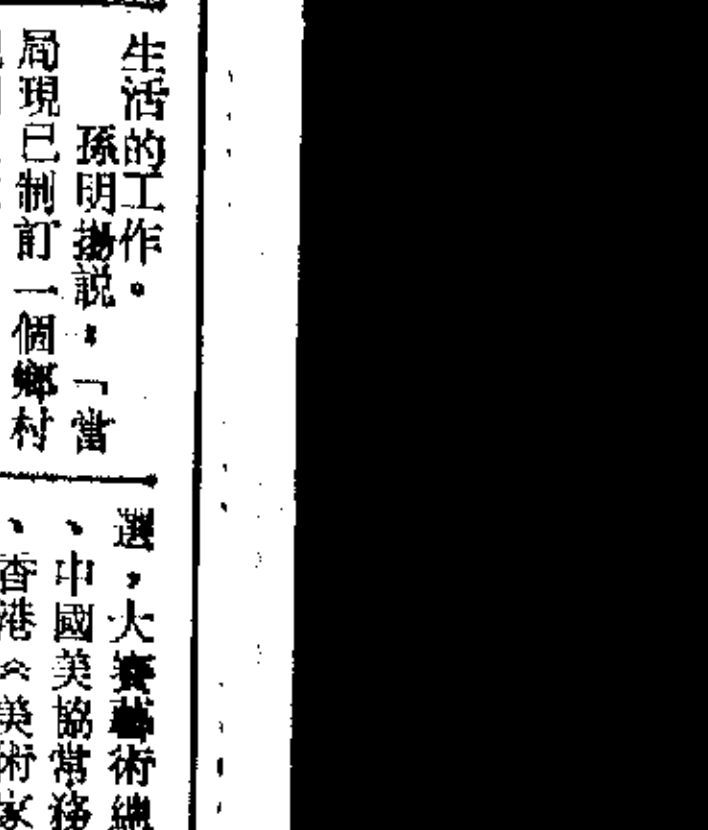 生活的工作。
孫明揚説：「當
局現已制訂一個鄉村
選，大賽藝術總
、中國美協常務
、香港《美術家